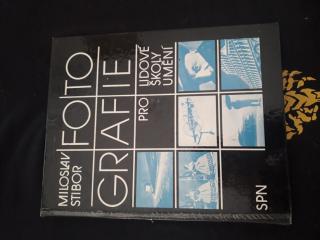 MILOSLAV
STIBOR
FOTO
GRAFIE
PRO
LIDOVÉ
ŠKOLY
UMĚNÍ
SPN